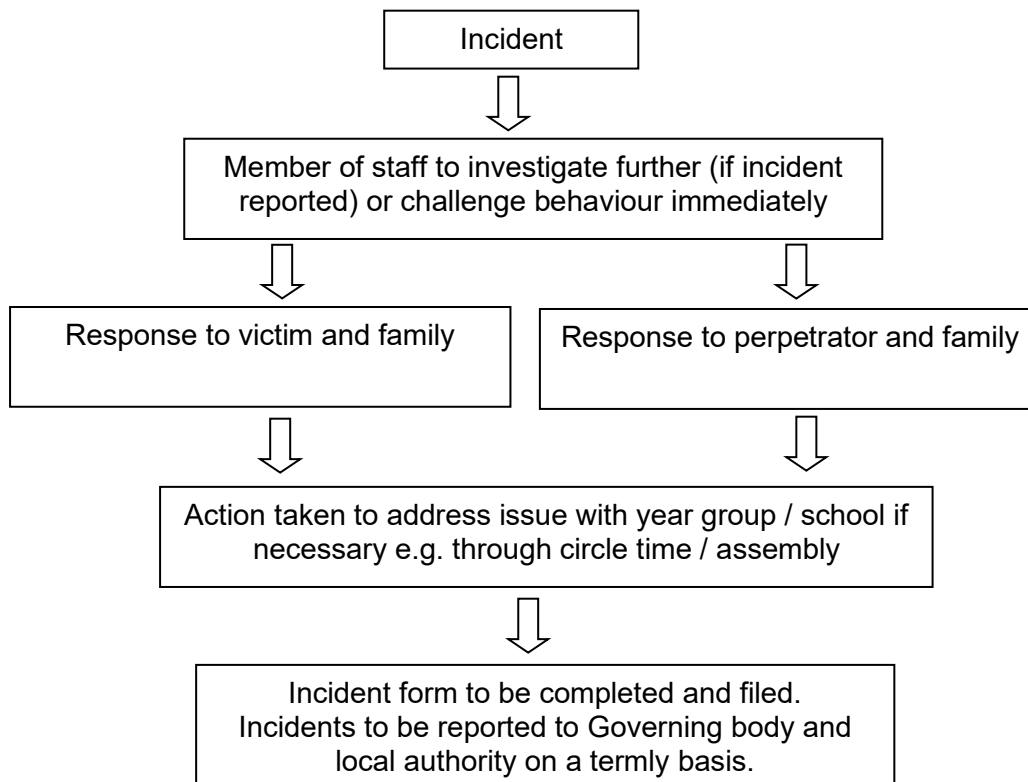 Incident
Member of staff to investigate further (if incident
reported) or challenge behaviour immediately
Response to victim and family
Response to perpetrator and family
Action taken to address issue with year group / school if
necessary e.g. through circle time / assembly
Incident form to be completed and filed.
Incidents to be reported to Governing body and
local authority on a termly basis.